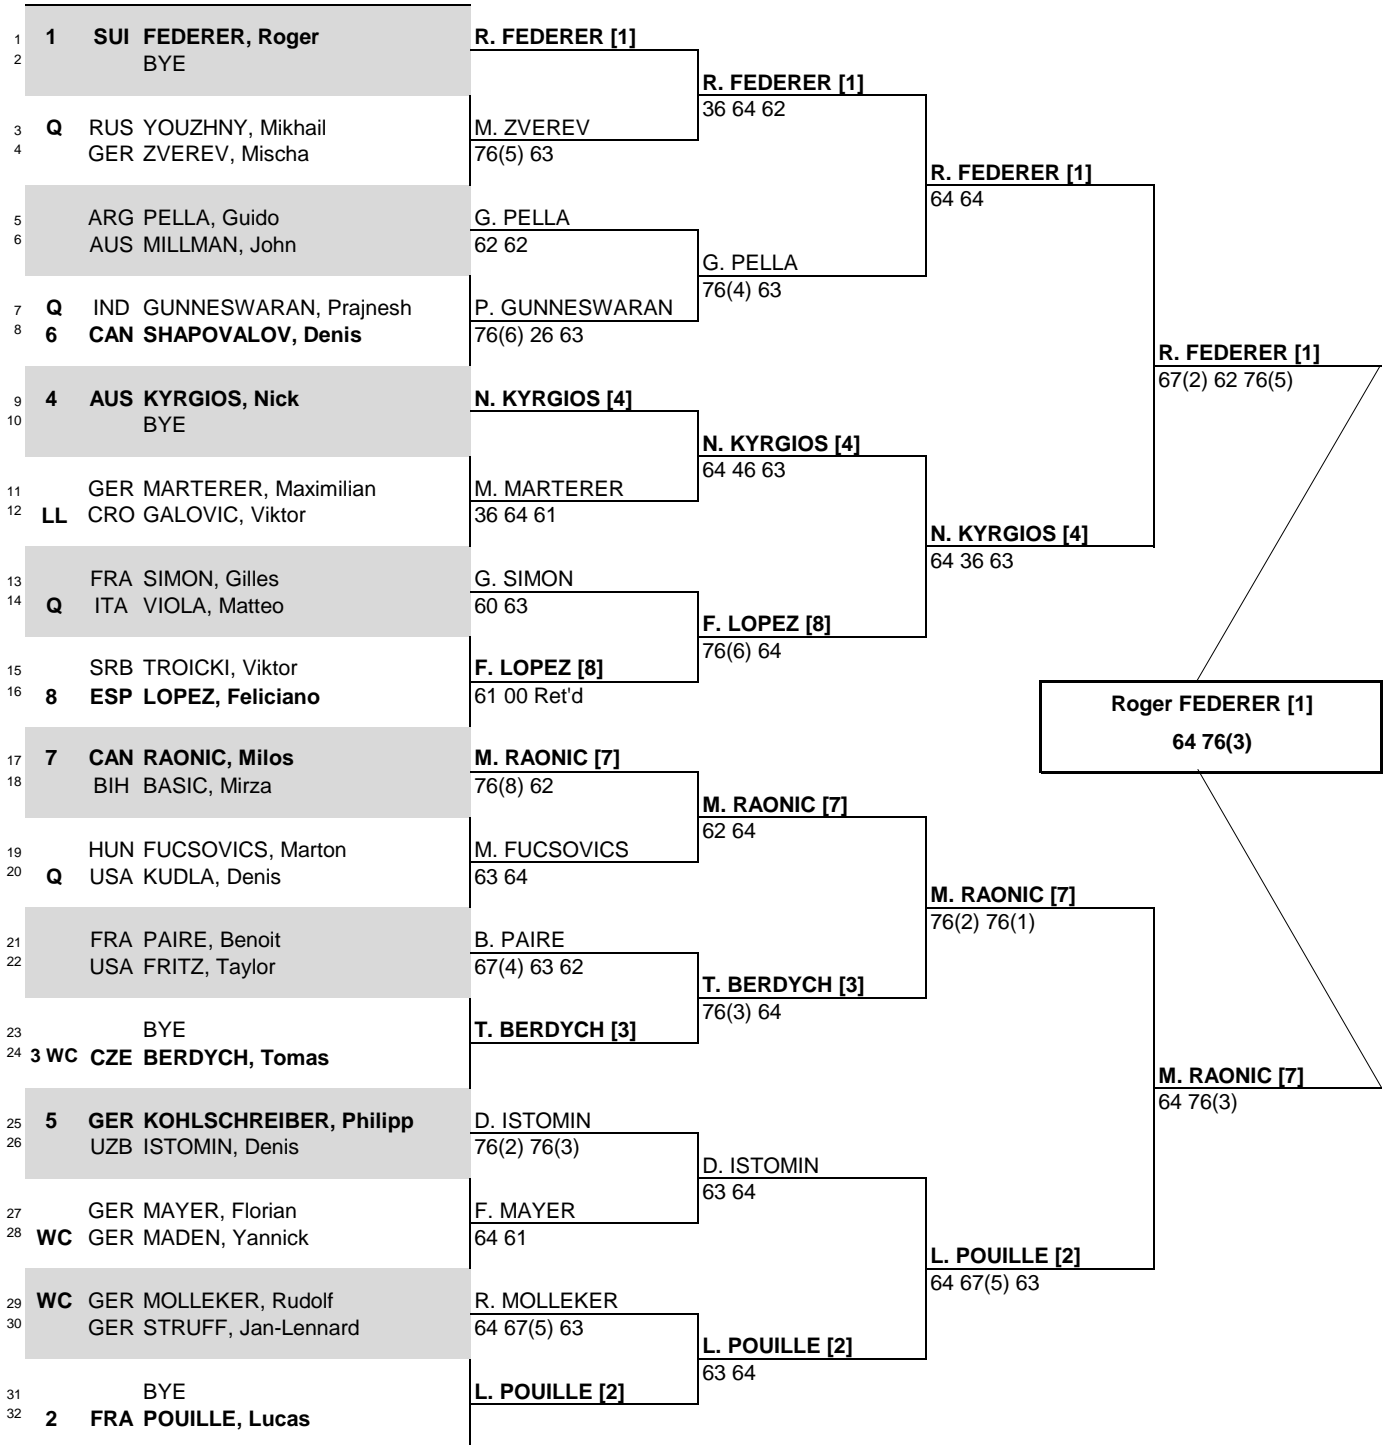 1 1 SUI FEDERER, Roger
2 BYE
3 Q RUS YOUZHNY, Mikhail
4 GER ZVEREV, Mischa
5 ARG PELLA, Guido
6 AUS MILLMAN, John
7 Q IND GUNNESWARAN, Prajnesh
8 6 CAN SHAPOVALOV, Denis
9 4 AUS KYRGIOS, Nick
10 BYE
11 GER MARTERER, Maximilian
12 LL CRO GALOVIC, Viktor
13 FRA SIMON, Gilles
14 Q ITA VIOLA, Matteo
15 SRB TROICKI, Viktor
16 8 ESP LOPEZ, Feliciano
17 7 CAN RAONIC, Milos
18 BIH BASIC, Mirza
19 HUN FUCSOVICS, Marton
20 Q USA KUDLA, Denis
21 FRA PAIRE, Benoit
22 USA FRITZ, Taylor
23 BYE
24 3 WC CZE BERDYCH, Tomas
25 5 GER KOHLSCHREIBER, Philipp
26 UZB ISTOMIN, Denis
27 GER MAYER, Florian
28 WC GER MADEN, Yannick
29 WC GER MOLLEKER, Rudolf
30 GER STRUFF, Jan-Lennard
31 BYE
32 2 FRA POUILLE, Lucas
R. FEDERER [1]
M. ZVEREV
76(5) 63
G. PELLA
62 62
P. GUNNESWARAN
76(6) 26 63
N. KYRGIOS [4]
M. MARTERER
36 64 61
G. SIMON
60 63
F. LOPEZ [8]
61 00 Ret'd
M. RAONIC [7]
76(8) 62
M. FUCSOVICS
63 64
B. PAIRE
67(4) 63 62
T. BERDYCH [3]
D. ISTOMIN
76(2) 76(3)
F. MAYER
64 61
R. MOLLEKER
64 67(5) 63
L. POUILLE [2]
R. FEDERER [1]
36 64 62
G. PELLA
76(4) 63
N. KYRGIOS [4]
64 46 63
F. LOPEZ [8]
76(6) 64
M. RAONIC [7]
62 64
T. BERDYCH [3]
76(3) 64
D. ISTOMIN
63 64
L. POUILLE [2]
63 64
R. FEDERER [1]
64 64
N. KYRGIOS [4]
64 36 63
M. RAONIC [7]
76(2) 76(1)
L. POUILLE [2]
64 67(5) 63
R. FEDERER [1]
67(2) 62 76(5)
M. RAONIC [7]
64 76(3)
Roger FEDERER [1]
64 76(3)